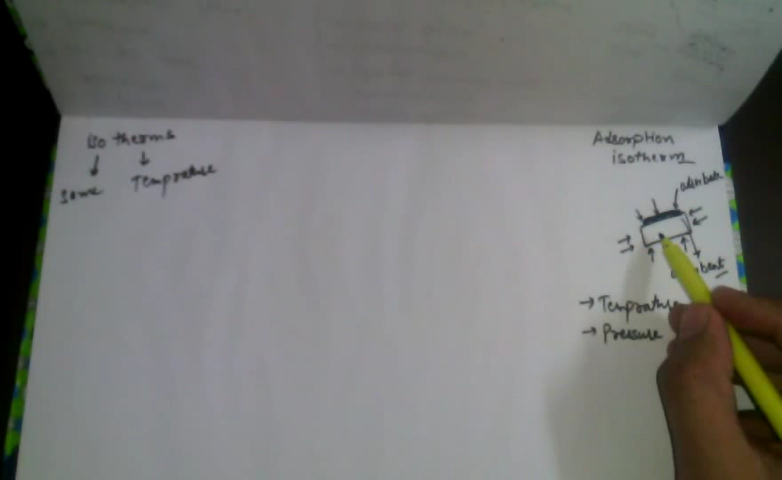 iso therms
Same Temprature
Adsorption
isotherm
adsorbate
→ Temprature
→ Pressure